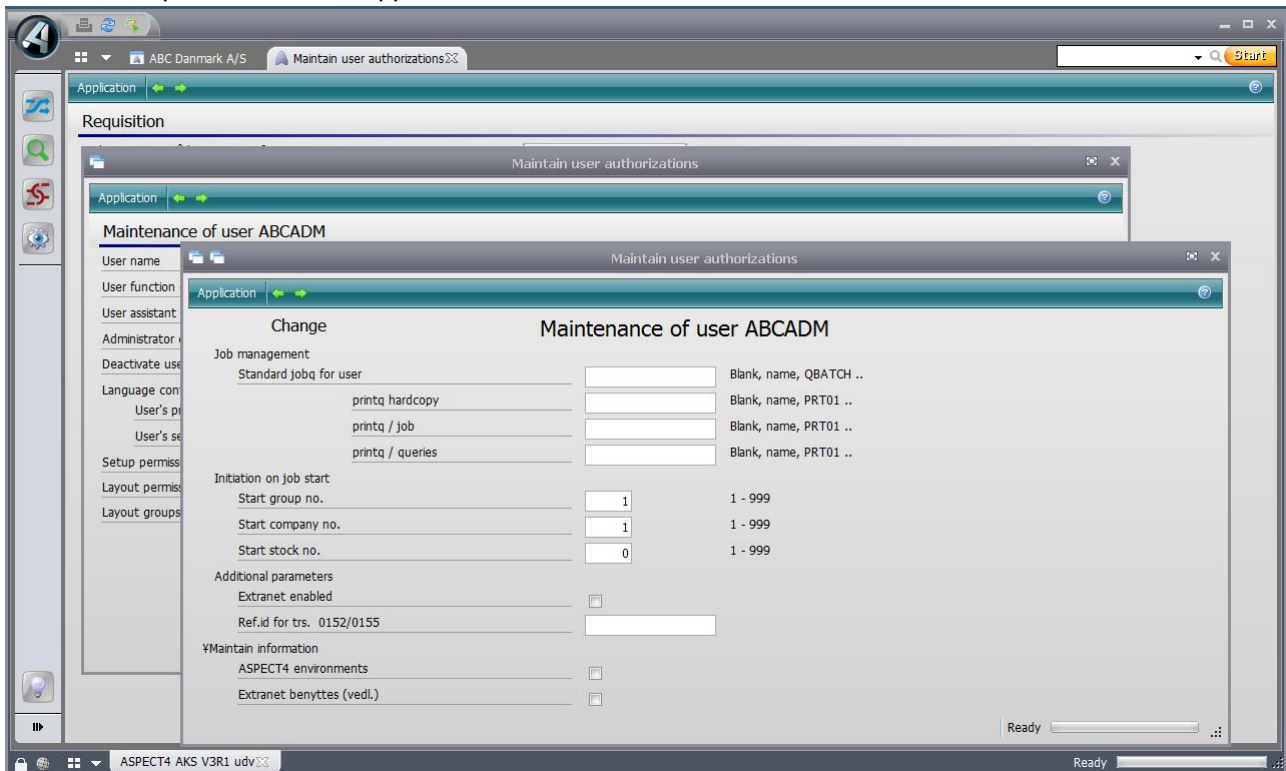 ABC Danmark A/S Maintain user authorizations Start
Application
Requisition
Maintain user authorizations
Application
Maintenance of user ABCADM
User name
User function
User assistant
Administrator
Deactivate use
Language con
User's p
User's se
Setup permiss
Layout permis
Layout groups
Maintain user authorizations
Application
Change Maintenance of user ABCADM
Job management
Standard jobq for user Blank, name, QBATCH ..
printq hardcopy Blank, name, PRT01 ..
printq / job Blank, name, PRT01 ..
printq / queries Blank, name, PRT01 ..
Initiation on job start
Start group no. 1 1 - 999
Start company no. 1 1 - 999
Start stock no. 0 1 - 999
Additional parameters
Extranet enabled
Ref.id for trs. 0152/0155
¥Maintain information
ASPECT4 environments
Extranet benyttes (vedl.)
Ready
ASPECT4 AKS V3R1 udv Ready